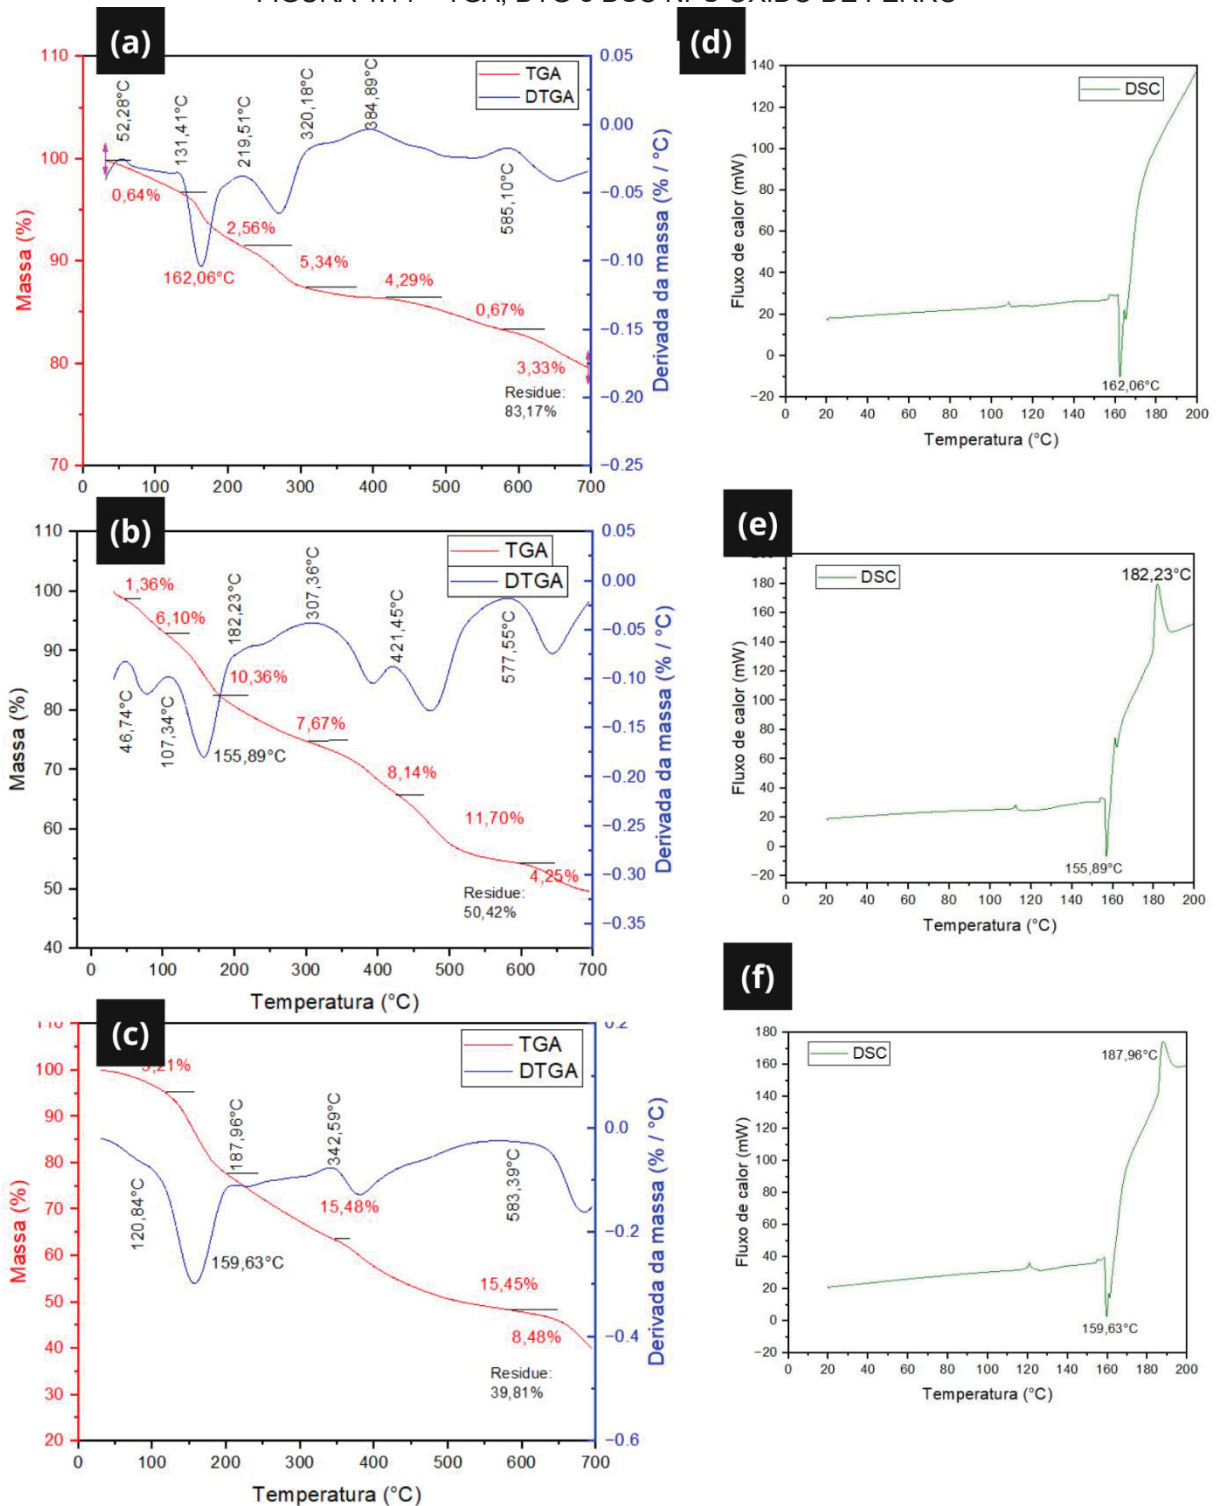 (a)
110
100
90
80
70
Massa (%)
TGA
DTGA
52,28°C
131,41°C
219,51°C
320,18°C
384,89°C
585,10°C
162,06°C
0,64%
2,56%
5,34%
4,29%
0,67%
3,33%
Residue:
83,17%
0.05
0.00
−0.05
−0.10
−0.15
−0.20
−0.25
Derivada da massa (% / °C)
0 100 200 300 400 500 600 700
(d)
DSC
140
120
100
80
60
40
20
0
−20
Fluxo de calor (mW)
162,06°C
0 20 40 60 80 100 120 140 160 180 200
Temperatura (°C)
(b)
110
100
90
80
70
60
50
40
Massa (%)
TGA
DTGA
1,36%
6,10%
10,36%
7,67%
8,14%
11,70%
4,25%
46,74°C
107,34°C
155,89°C
182,23°C
307,36°C
421,45°C
577,55°C
Residue:
50,42%
0.05
0.00
−0.05
−0.10
−0.15
−0.20
−0.25
−0.30
−0.35
Derivada da massa (% / °C)
0 100 200 300 400 500 600 700
Temperatura (°C)
(e)
DSC
182,23°C
180
160
140
120
100
80
60
40
20
0
−20
Fluxo de calor (mW)
155,89°C
0 20 40 60 80 100 120 140 160 180 200
Temperatura (°C)
(c)
110
100
90
80
75
70
60
50
40
30
20
Massa (%)
TGA
DTGA
120,84°C
159,63°C
187,96°C
342,59°C
583,39°C
15,48%
15,45%
8,48%
Residue:
39,81%
0.2
0.0
−0.2
−0.4
−0.6
Derivada da massa (% / °C)
0 100 200 300 400 500 600 700
Temperatura (°C)
(f)
DSC
187,96°C
180
160
140
120
100
80
60
40
20
0
−20
Fluxo de calor (mW)
159,63°C
0 20 40 60 80 100 120 140 160 180 200
Temperatura (°C)